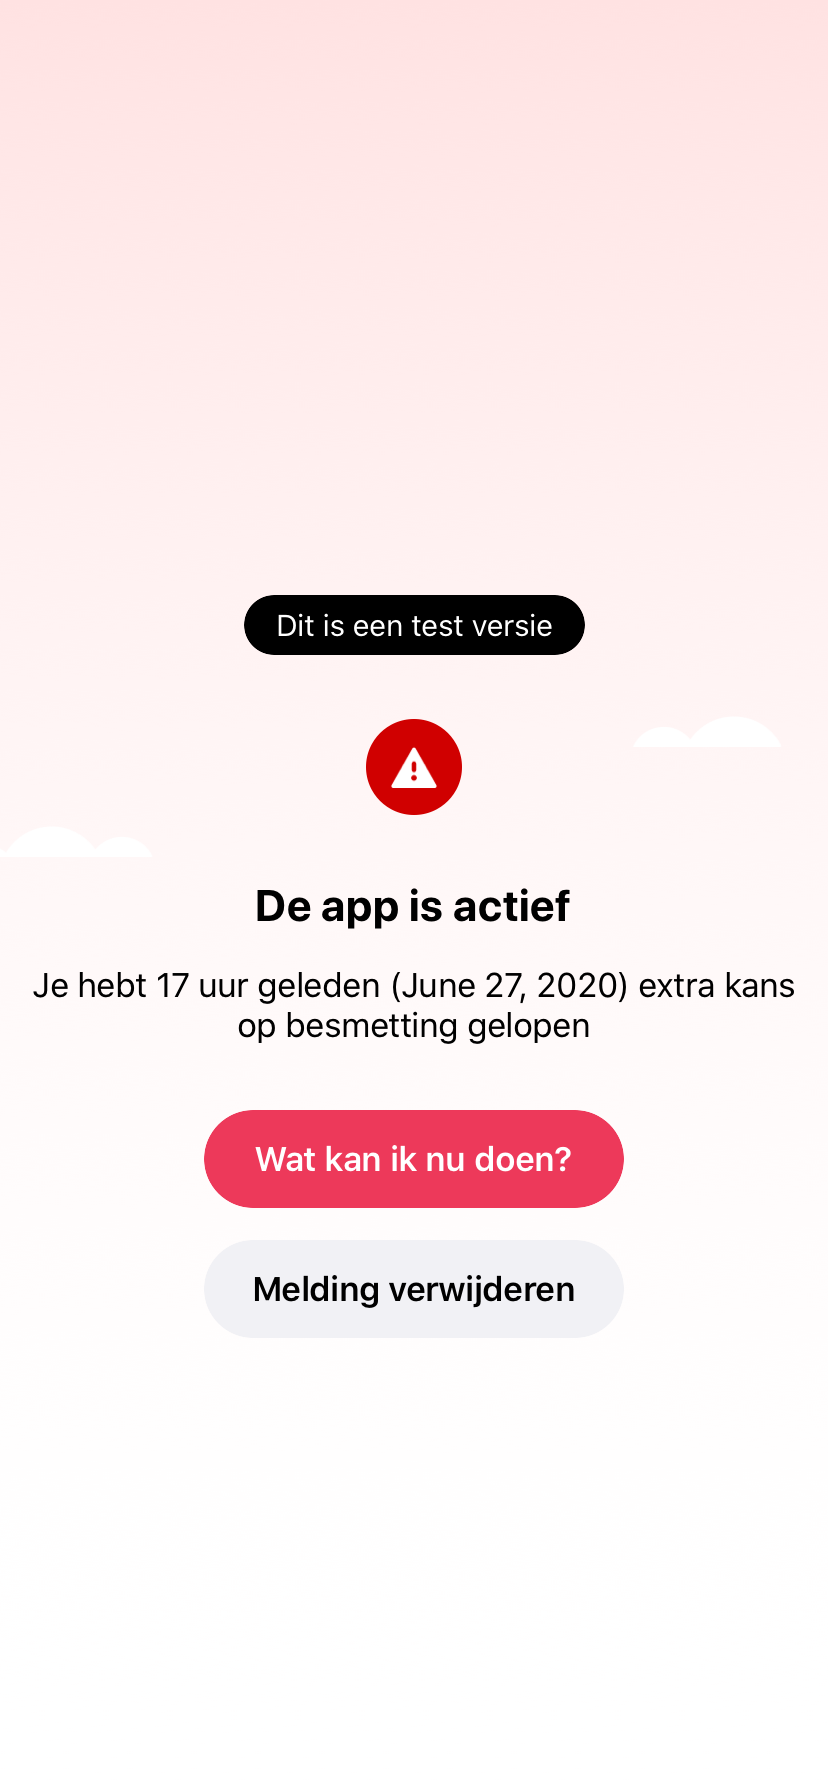 Dit is een test versie
De app is actief
Je hebt 17 uur geleden (June 27, 2020) extra kans
op besmetting gelopen
Wat kan ik nu doen?
Melding verwijderen